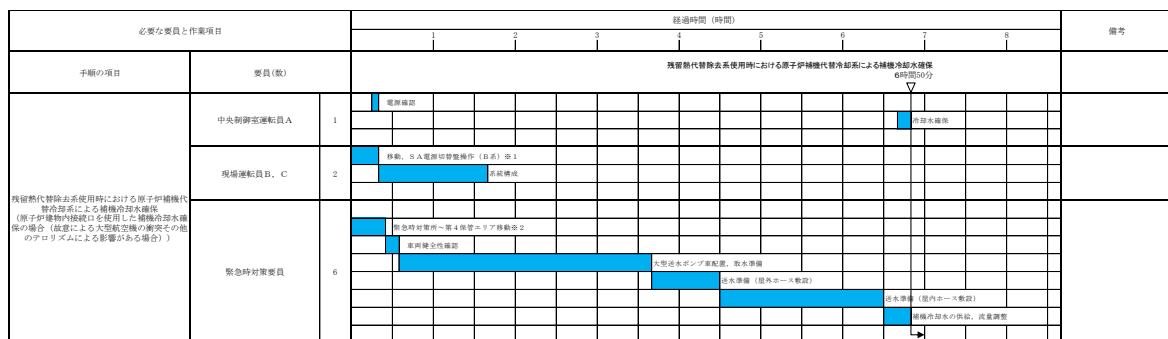 必要な要員と作業項目
経過時間（時間）
備考
1 2 3 4 5 6 7 8
手順の項目
要員(数)
残留熱代替除去系使用時における原子炉補機代替冷却系による補機冷却水確保
6時間50分
中央制御室運転員A
1
電源確認
冷却水確保
現場運転員B，C
2
移動，SA電源切替盤操作（B系）※1
系統構成
残留熱代替除去系使用時における原子炉補機代
替冷却系による補機冷却水確保
（原子炉建物内接続口を使用した補機冷却水確
保の場合（故意による大型航空機の衝突その他
のテロリズムによる影響がある場合））
緊急時対策要員
6
緊急時対策所～第4保管エリア移動※2
車両健全性確認
大型送水ポンプ車配置，取水準備
送水準備（屋外ホース敷設）
送水準備（屋内ホース敷設）
補機冷却水の供給，流量調整